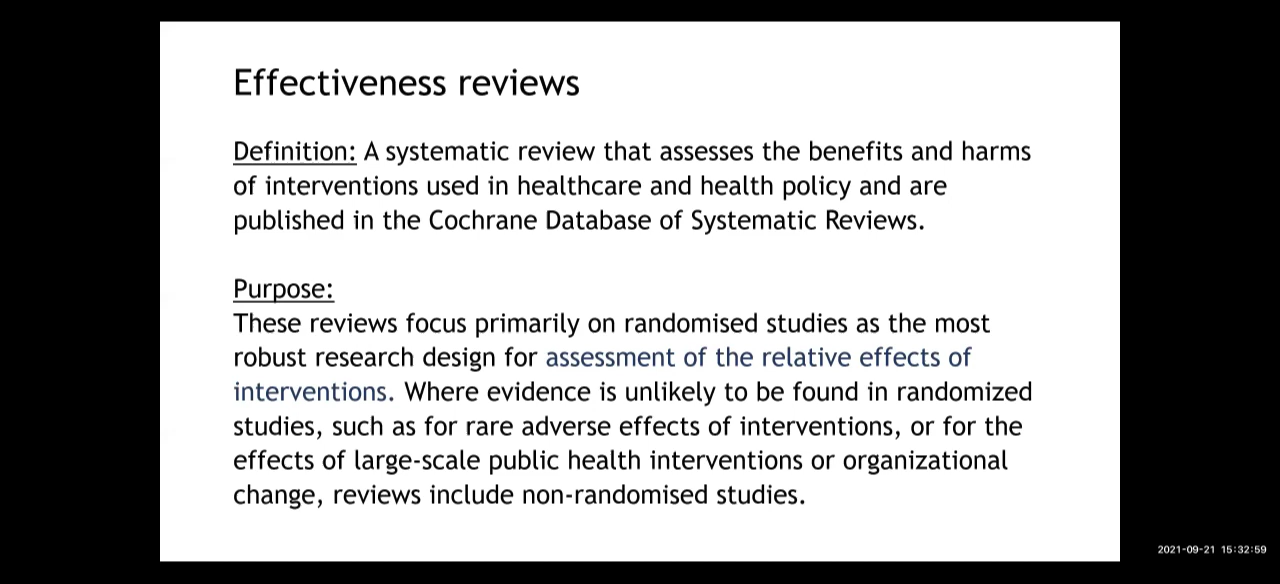 Effectiveness reviews
Definition: A systematic review that assesses the benefits and harms
of interventions used in healthcare and health policy and are
published in the Cochrane Database of Systematic Reviews.
Purpose:
These reviews focus primarily on randomised studies as the most
robust research design for assessment of the relative effects of
interventions. Where evidence is unlikely to be found in randomized
studies, such as for rare adverse effects of interventions, or for the
effects of large-scale public health interventions or organizational
change, reviews include non-randomised studies.
2021-09-21 15:32:59